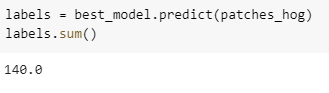 labels = best_model.predict(patches_hog)
labels.sum()
140.0